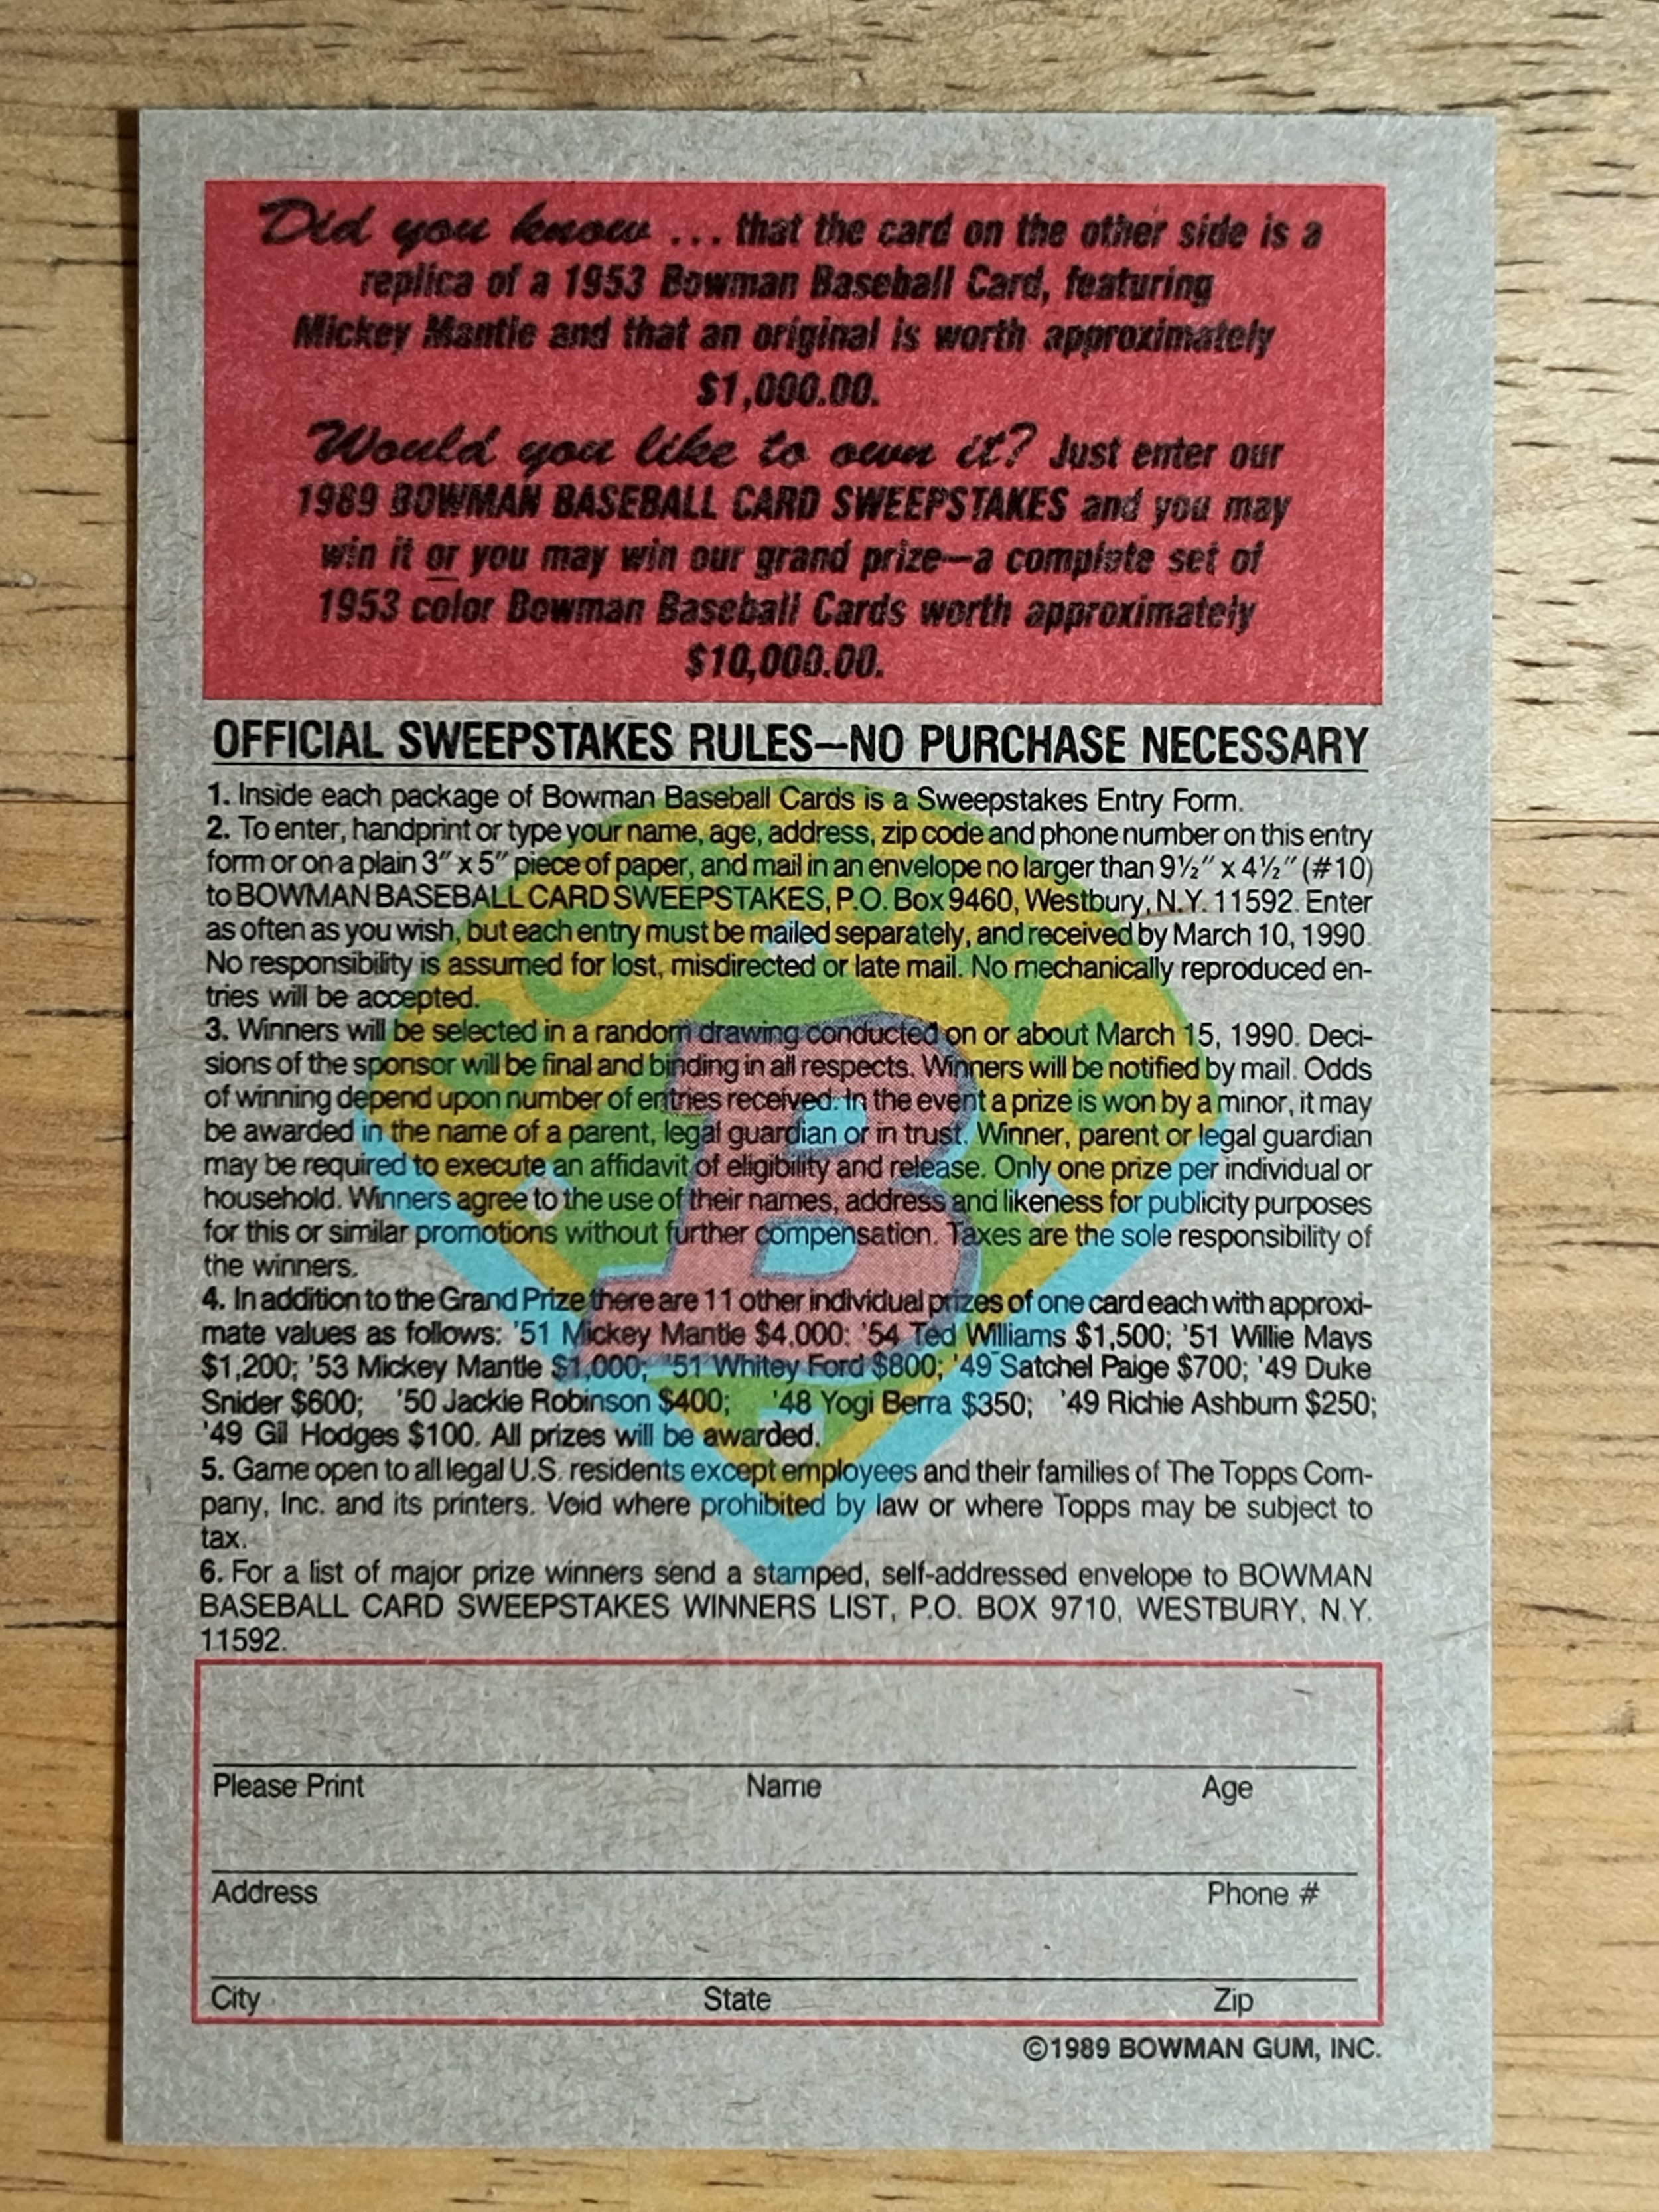 Did you know ... that the card on the other side is a
replica of a 1953 Bowman Baseball Card, featuring
Mickey Mantle and that an original is worth approximately
$1,000.00.
Would you like to own it? Just enter our
1989 BOWMAN BASEBALL CARD SWEEPSTAKES and you may
win it or you may win our grand prize—a complete set of
1953 color Bowman Baseball Cards worth approximately
$10,000.00.
OFFICIAL SWEEPSTAKES RULES—NO PURCHASE NECESSARY
1. Inside each package of Bowman Baseball Cards is a Sweepstakes Entry Form.
2. To enter, handprint or type your name, age, address, zip code and phone number on this entry
form or on a plain 3″ x 5″ piece of paper, and mail in an envelope no larger than 9½″ x 4½″ (#10)
to BOWMAN BASEBALL CARD SWEEPSTAKES, P.O. Box 9460, Westbury, N.Y. 11592. Enter
as often as you wish, but each entry must be mailed separately, and received by March 10, 1990.
No responsibility is assumed for lost, misdirected or late mail. No mechanically reproduced en-
tries will be accepted.
3. Winners will be selected in a random drawing conducted on or about March 15, 1990. Deci-
sions of the sponsor will be final and binding in all respects. Winners will be notified by mail. Odds
of winning depend upon number of entries received. In the event a prize is won by a minor, it may
be awarded in the name of a parent, legal guardian or in trust. Winner, parent or legal guardian
may be required to execute an affidavit of eligibility and release. Only one prize per individual or
household. Winners agree to the use of their names, address and likeness for publicity purposes
for this or similar promotions without further compensation. Taxes are the sole responsibility of
the winners.
4. In addition to the Grand Prize there are 11 other individual prizes of one card each with approxi-
mate values as follows: '51 Mickey Mantle $4,000; '54 Ted Williams $1,500; '51 Willie Mays
$1,200; '53 Mickey Mantle $1,000; '51 Whitey Ford $800; '49 Satchel Paige $700; '49 Duke
Snider $600; '50 Jackie Robinson $400; '48 Yogi Berra $350; '49 Richie Ashburn $250;
'49 Gil Hodges $100. All prizes will be awarded.
5. Game open to all legal U.S. residents except employees and their families of The Topps Com-
pany, Inc. and its printers. Void where prohibited by law or where Topps may be subject to
tax.
6. For a list of major prize winners send a stamped, self-addressed envelope to BOWMAN
BASEBALL CARD SWEEPSTAKES WINNERS LIST, P.O. BOX 9710, WESTBURY, N.Y.
11592.
B
Please Print Name Age
Address Phone #
City State Zip
©1989 BOWMAN GUM, INC.